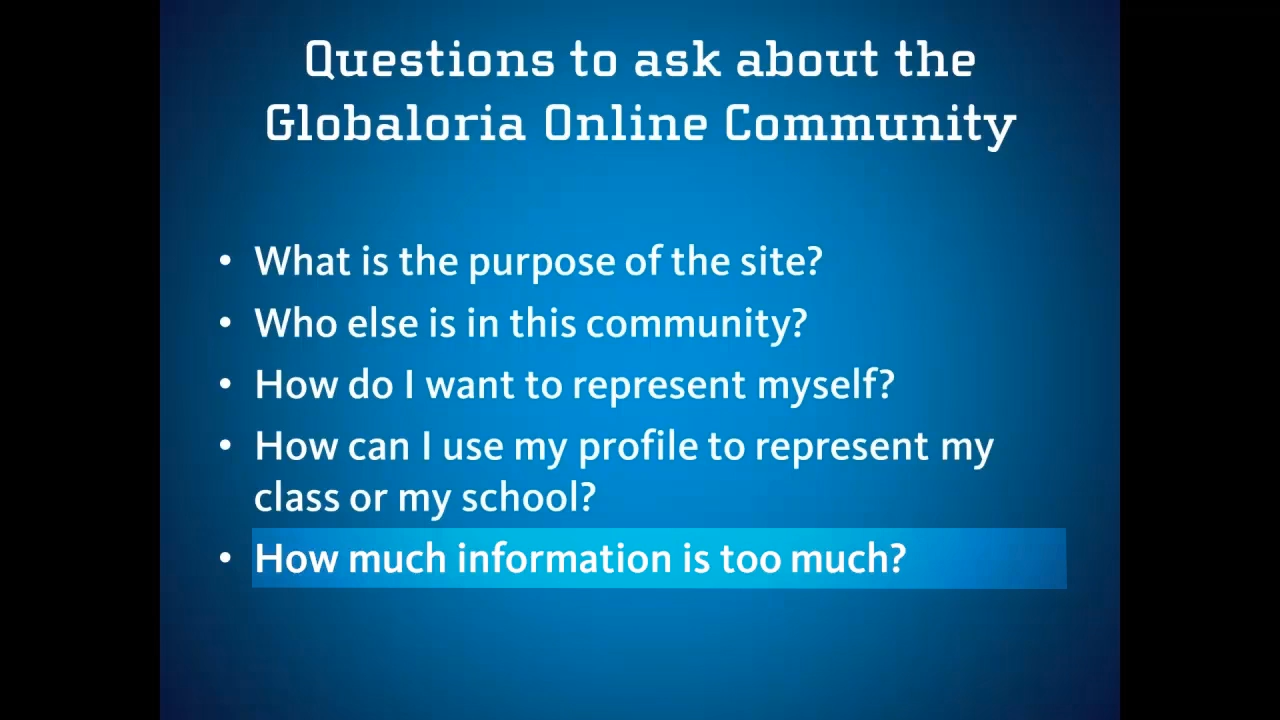 Questions to ask about the
Globaloria Online Community
• What is the purpose of the site?
• Who else is in this community?
• How do I want to represent myself?
• How can I use my profile to represent my
class or my school?
• How much information is too much?